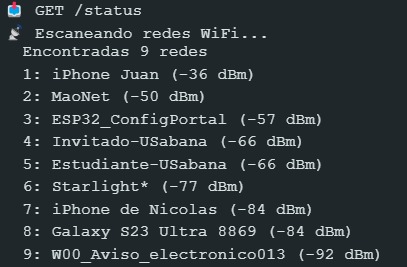 GET /status
Escaneando redes WiFi...
Encontradas 9 redes
1: iPhone Juan (-36 dBm)
2: MaoNet (-50 dBm)
3: ESP32_ConfigPortal (-57 dBm)
4: Invitado-USabana (-66 dBm)
5: Estudiante-USabana (-66 dBm)
6: Starlight* (-77 dBm)
7: iPhone de Nicolas (-84 dBm)
8: Galaxy S23 Ultra 8869 (-84 dBm)
9: W00_Aviso_electronico013 (-92 dBm)